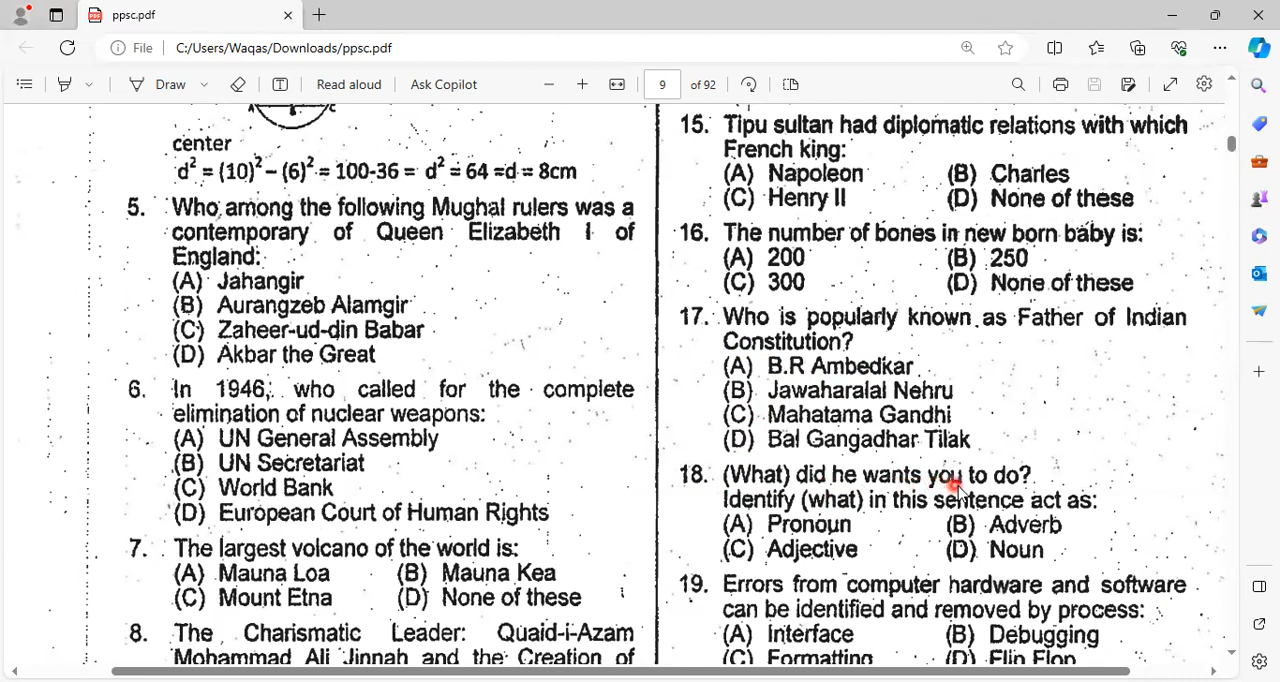 ppsc.pdf
File
C:/Users/Waqas/Downloads/ppsc.pdf
Draw
Read aloud
Ask Copilot
9 of 92
A C
center
d² = (10)² – (6)² = 100-36 = d² = 64 =d = 8cm
5. Who among the following Mughal rulers was a
contemporary of Queen Elizabeth I of
England:
(A) Jahangir
(B) Aurangzeb Alamgir
(C) Zaheer-ud-din Babar
(D) Akbar the Great
6. In 1946, who called for the complete
elimination of nuclear weapons:
(A) UN General Assembly
(B) UN Secretariat
(C) World Bank
(D) European Court of Human Rights
7. The largest volcano of the world is:
(A) Mauna Loa (B) Mauna Kea
(C) Mount Etna (D) None of these
8. The Charismatic Leader: Quaid-i-Azam
Mohammad Ali Jinnah and the Creation of
15. Tipu sultan had diplomatic relations with which
French king:
(A) Napoleon (B) Charles
(C) Henry II (D) None of these
16. The number of bones in new born baby is:
(A) 200 (B) 250
(C) 300 (D) None of these
17. Who is popularly known as Father of Indian
Constitution?
(A) B.R Ambedkar
(B) Jawaharalal Nehru
(C) Mahatama Gandhi
(D) Bal Gangadhar Tilak
18. (What) did he wants you to do?
Identify (what) in this sentence act as:
(A) Pronoun (B) Adverb
(C) Adjective (D) Noun
19. Errors from computer hardware and software
can be identified and removed by process:
(A) Interface (B) Debugging
(C) Formatting (D) Flip Flop